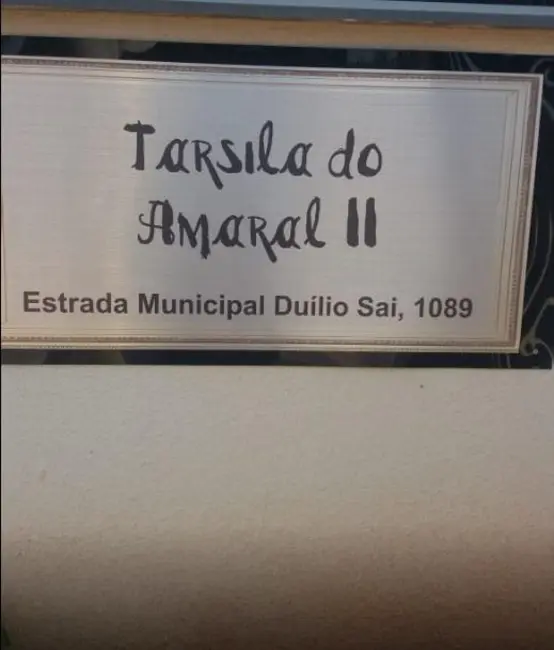 Tarsila do
Amaral II
Estrada Municipal Duílio Sai, 1089